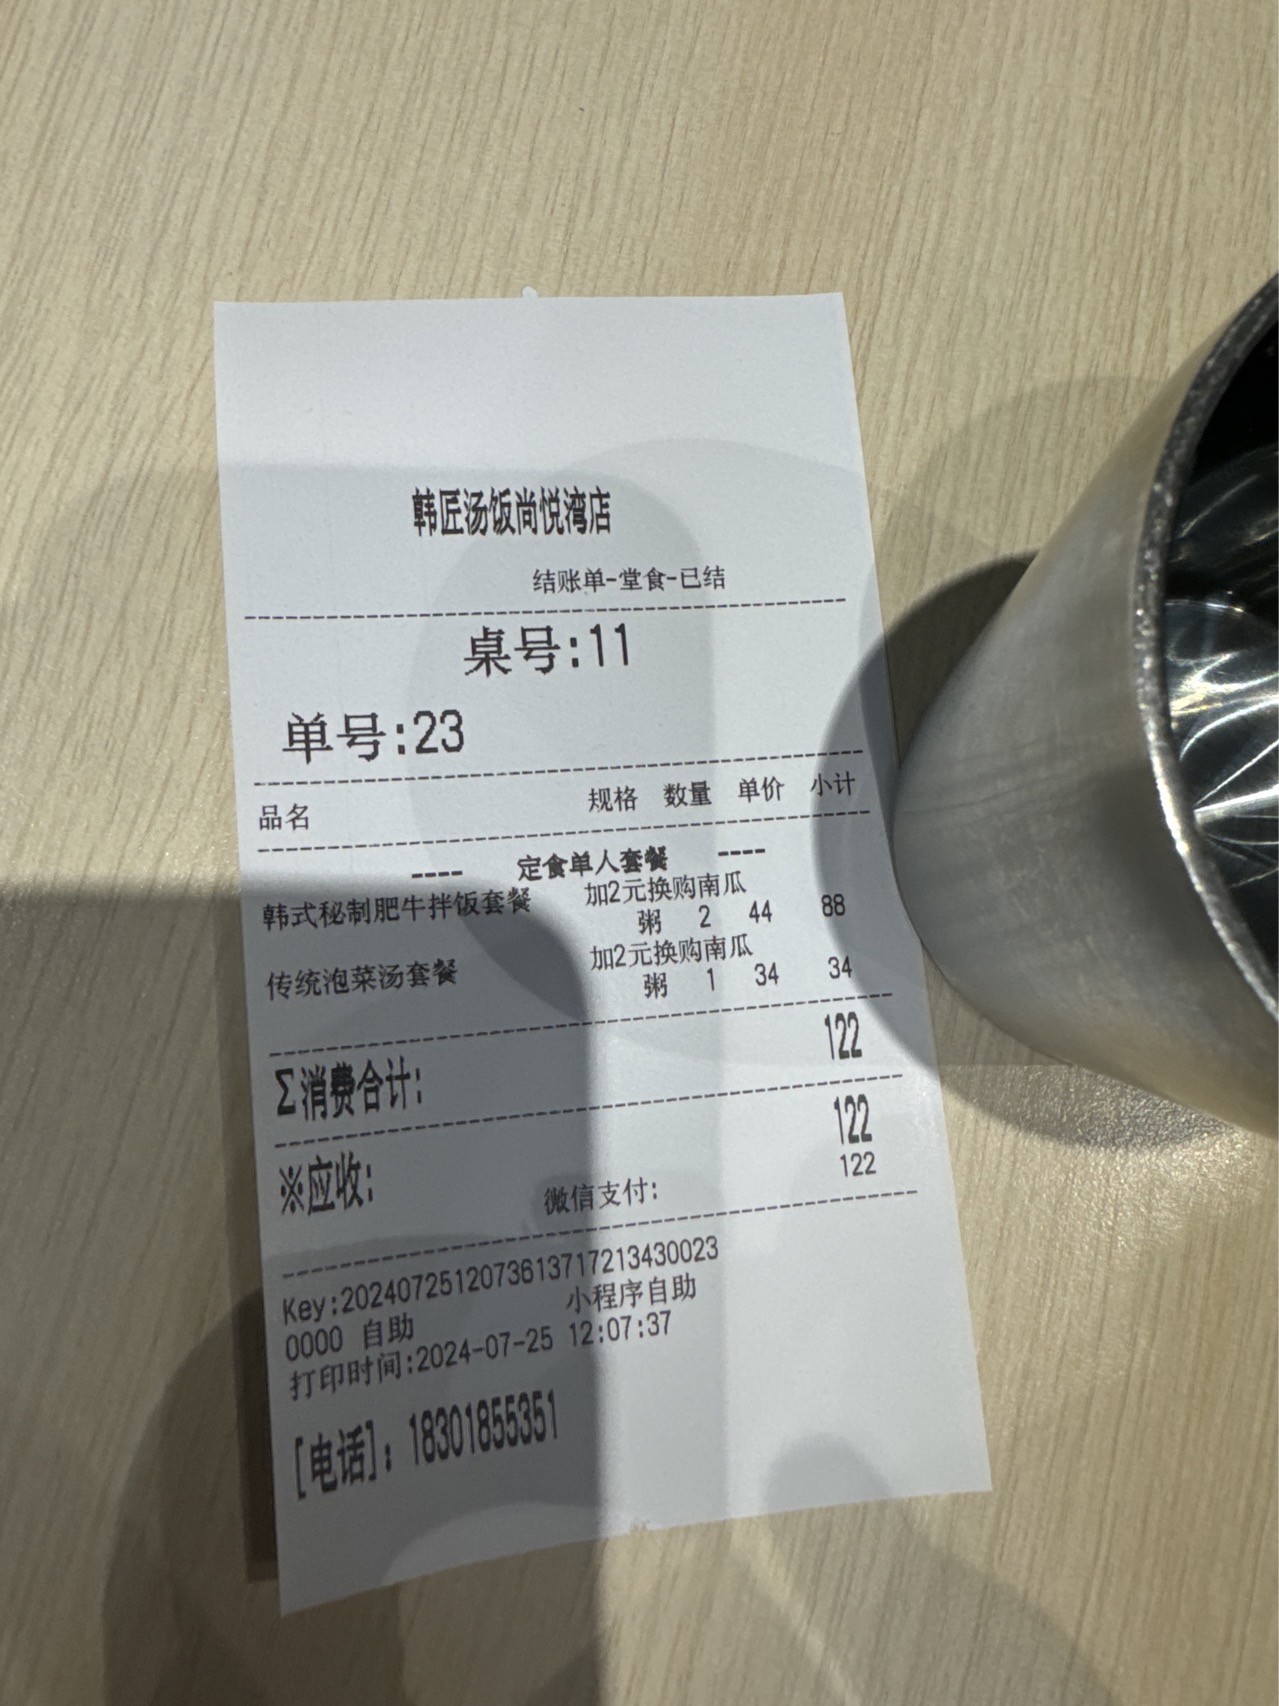 韩匠汤饭尚悦湾店
结账单-堂食-已结
桌号:11
单号:23
品名 规格 数量 单价 小计
---- 定食单人套餐 ----
韩式秘制肥牛拌饭套餐 加2元换购南瓜
粥 2 44 88
传统泡菜汤套餐 加2元换购南瓜
粥 1 34 34
Σ消费合计: 122
※应收: 122
微信支付: 122
Key:20240725120736137172134​30023
0000 自助 小程序自助
打印时间:2024-07-25 12:07:37
[电话]: 18301855351